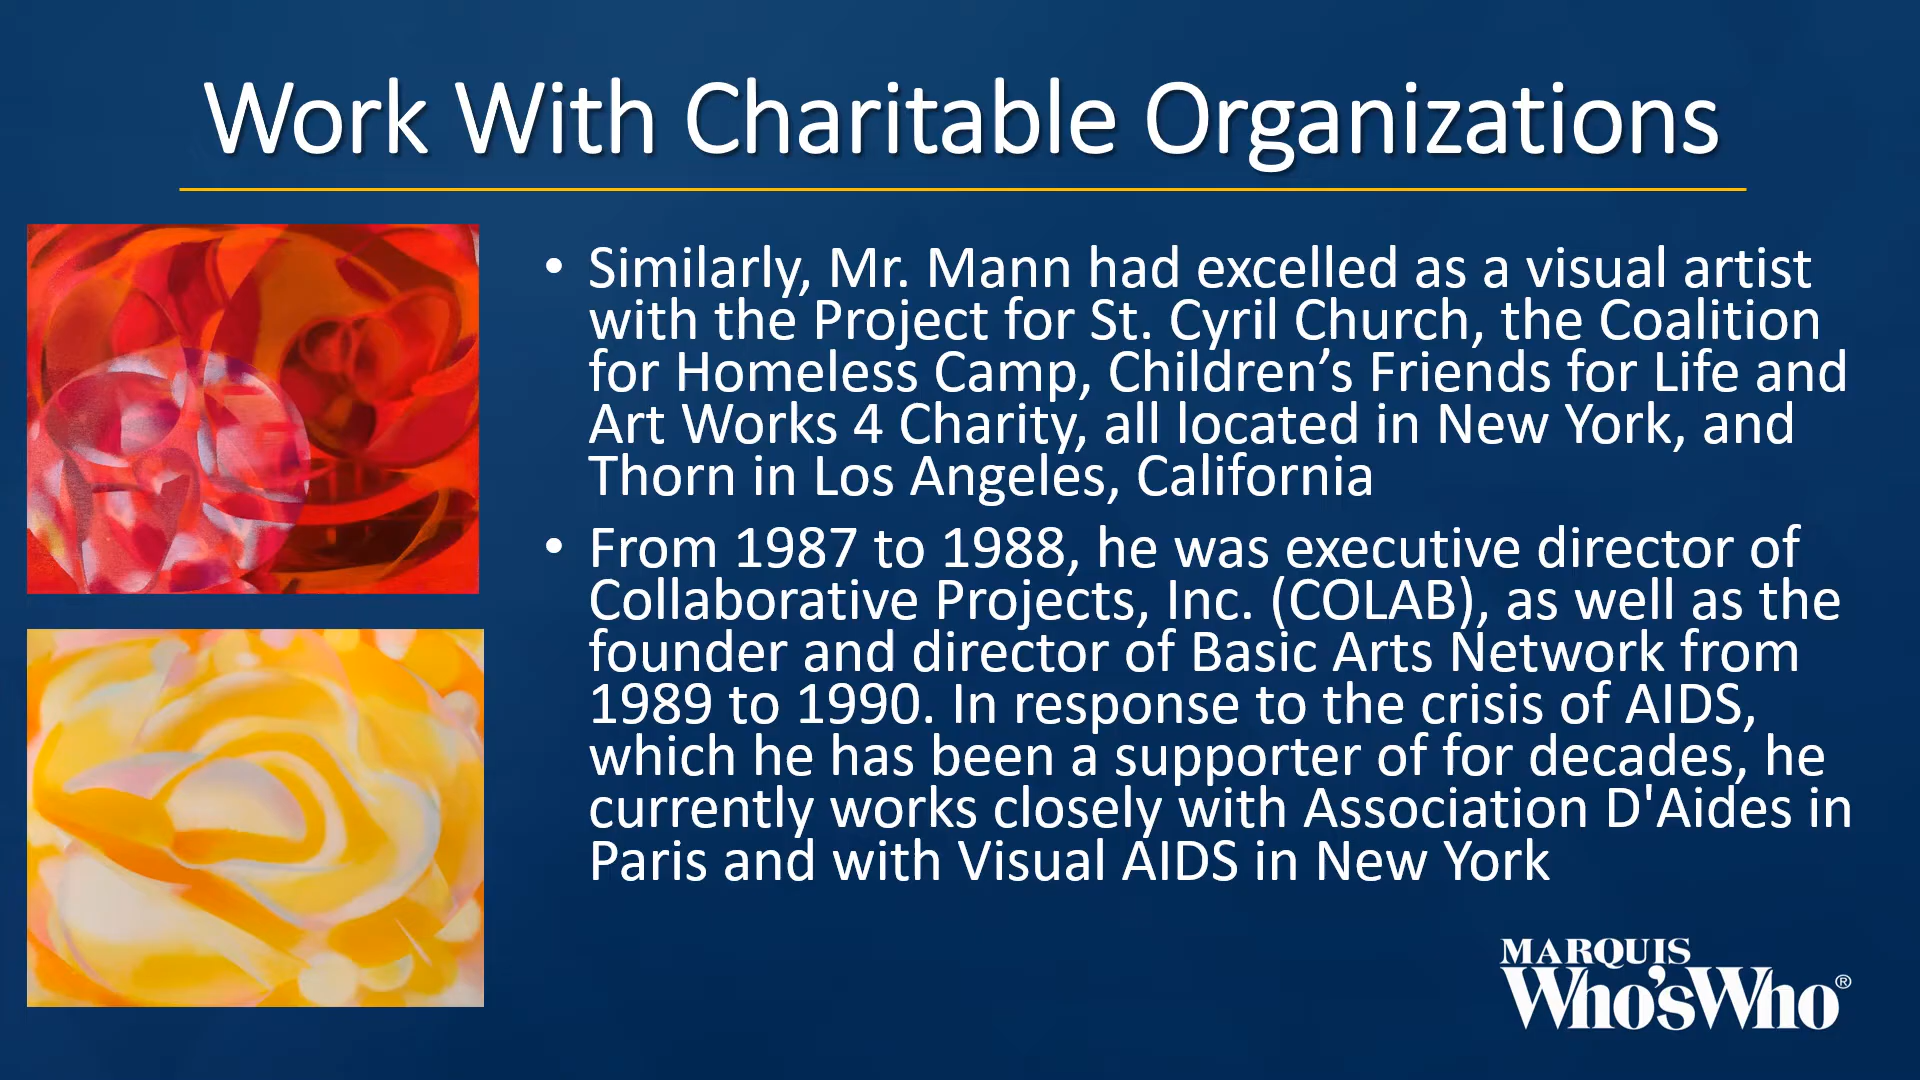 Work With Charitable Organizations
• Similarly, Mr. Mann had excelled as a visual artist
with the Project for St. Cyril Church, the Coalition
for Homeless Camp, Children’s Friends for Life and
Art Works 4 Charity, all located in New York, and
Thorn in Los Angeles, California
• From 1987 to 1988, he was executive director of
Collaborative Projects, Inc. (COLAB), as well as the
founder and director of Basic Arts Network from
1989 to 1990. In response to the crisis of AIDS,
which he has been a supporter of for decades, he
currently works closely with Association D'Aides in
Paris and with Visual AIDS in New York
MARQUIS
Who'sWho®